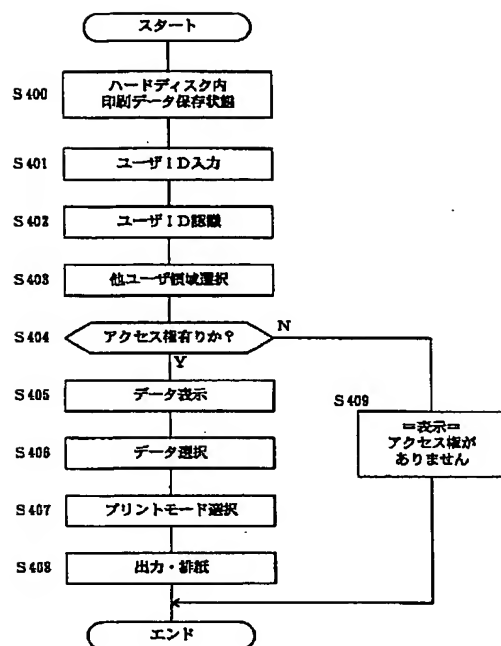 スタート
S400
ハードディスク内
印刷データ保存状態
S401
ユーザID入力
S402
ユーザID認識
S403
他ユーザ領域選択
S404
アクセス権有りか?
N
Y
S405
データ表示
S409
=表示=
アクセス権が
ありません
S406
データ選択
S407
プリントモード選択
S408
出力・排紙
エンド